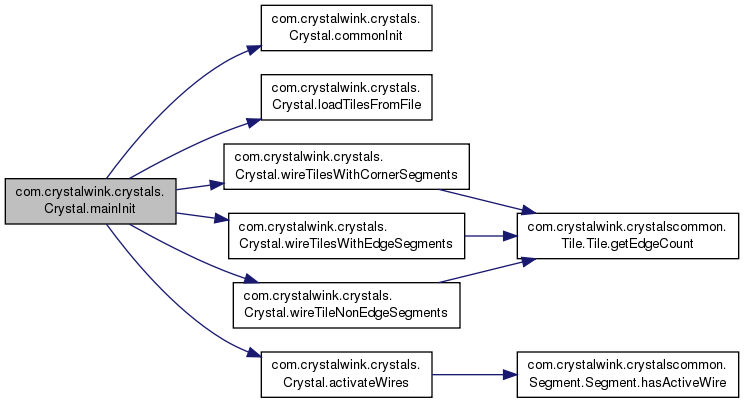 com.crystalwink.crystals.
Crystal.commonInit
com.crystalwink.crystals.
Crystal.loadTilesFromFile
com.crystalwink.crystals.
Crystal.wireTilesWithCornerSegments
com.crystalwink.crystals.
Crystal.mainInit
com.crystalwink.crystals.
Crystal.wireTilesWithEdgeSegments
com.crystalwink.crystalscommon.
Tile.Tile.getEdgeCount
com.crystalwink.crystals.
Crystal.wireTileNonEdgeSegments
com.crystalwink.crystals.
Crystal.activateWires
com.crystalwink.crystalscommon.
Segment.Segment.hasActiveWire